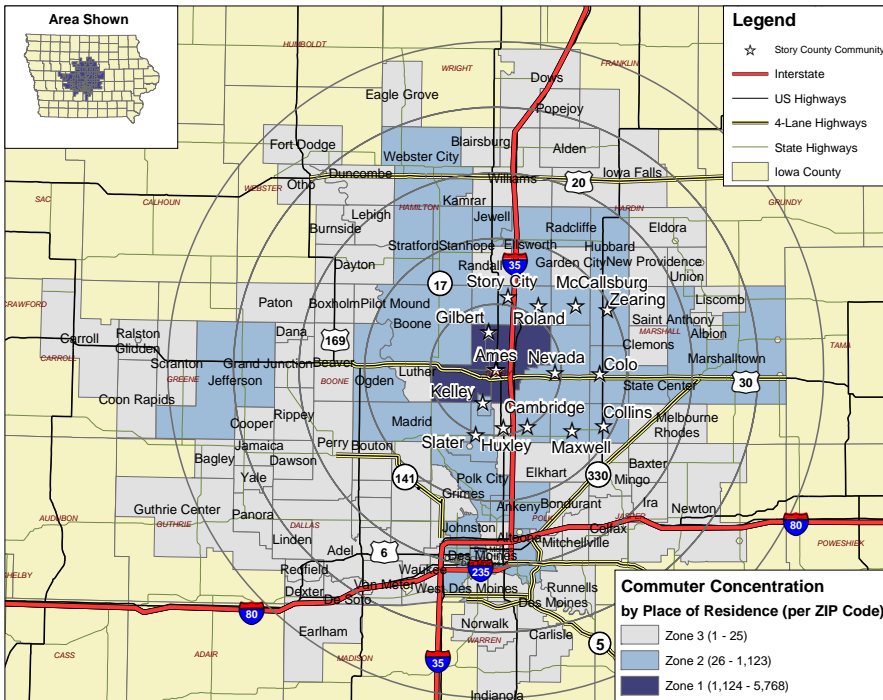 Area Shown
Legend
Story County Community
Interstate
US Highways
4-Lane Highways
State Highways
Iowa County
HUMBOLDT
WRIGHT
FRANKLIN
Dows
Eagle Grove
Popejoy
Fort Dodge
Blairsburg
Alden
Webster City
Duncombe
Williams
Iowa Falls
20
WEBSTER
Otho
SAC
CALHOUN
HAMILTON
Kamrar
HARDIN
GRUNDY
Lehigh
Jewell
Burnside
Radcliffe
Eldora
Stratford
Stanhope
Ellsworth
Hubbard
Dayton
Randall
35
Garden City
New Providence
Union
17
Story City
McCallsburg
Paton
Boxholm
Pilot Mound
Zearing
Liscomb
CRAWFORD
Gilbert
Roland
Saint Anthony
Dana
Boone
Albion
Carroll
Ralston
169
MARSHALL
Clemons
TAMA
Glidden
CARROLL
Scranton
Grand Junction
Beaver
Luther
Ames
Nevada
Colo
Marshalltown
GREENE
Jefferson
BOONE
Ogden
State Center
30
Coon Rapids
Kelley
Rippey
Cambridge
Collins
Cooper
Madrid
Melbourne
Perry
Bouton
Slater
Huxley
Maxwell
Rhodes
Jamaica
Bagley
Dawson
141
Polk City
Elkhart
330
Baxter
Yale
Mingo
Grimes
Guthrie Center
Panora
Ankeny
Bondurant
Ira
Newton
AUDUBON
GUTHRIE
DALLAS
Johnston
POLK
JASPER
80
Linden
Colfax
Adel
6
Altoona
Mitchellville
POWESHIEK
Redfield
Waukee
Des Moines
SHELBY
235
Dexter
Van Meter
West Des Moines
Runnells
De Soto
Des Moines
80
Earlham
Norwalk
Carlisle
CASS
ADAIR
MADISON
WARREN
5
35
Indianola
Commuter Concentration
by Place of Residence (per ZIP Code)
Zone 3 (1 - 25)
Zone 2 (26 - 1,123)
Zone 1 (1,124 - 5,768)